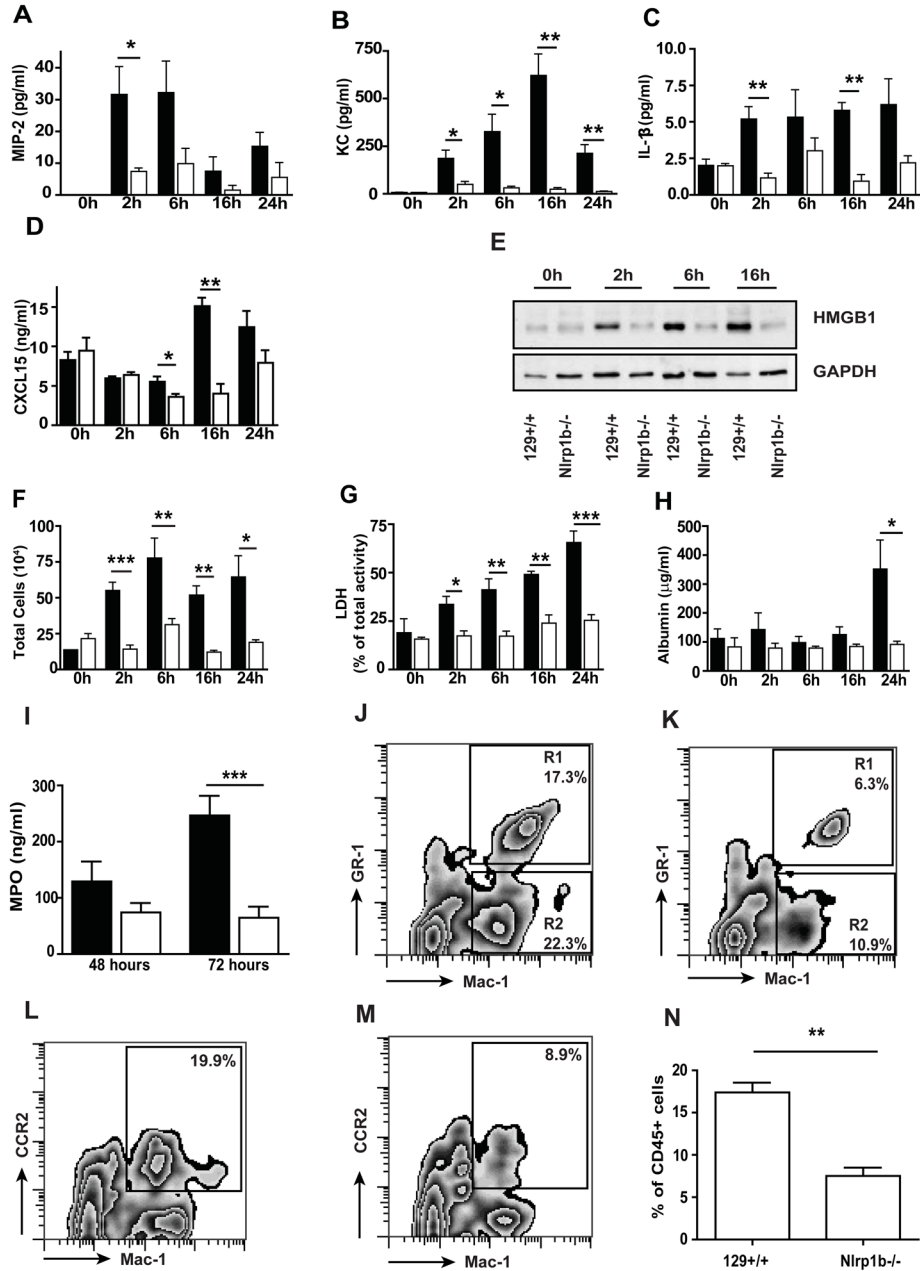 A
MIP-2 (pg/ml)
40
30
20
10
0
*
0h 2h 6h 16h 24h
B
KC (pg/ml)
750
500
250
0
* * ** **
0h 2h 6h 16h 24h
C
IL-1β (pg/ml)
10.0
7.5
5.0
2.5
0.0
** **
0h 2h 6h 16h 24h
D
CXCL15 (ng/ml)
15
10
5
0
* **
0h 2h 6h 16h 24h
E
0h 2h 6h 16h
HMGB1
GAPDH
129+/+ Nlrp1b-/- 129+/+ Nlrp1b-/- 129+/+ Nlrp1b-/- 129+/+ Nlrp1b-/-
F
Total Cells (10⁴)
100
75
50
25
0
*** ** ** *
0h 2h 6h 16h 24h
G
LDH
(% of total activity)
75
50
25
0
* ** ** ***
0h 2h 6h 16h 24h
H
Albumin (µg/ml)
500
400
300
200
100
0
*
0h 2h 6h 16h 24h
I
MPO (ng/ml)
300
200
100
0
***
48 hours 72 hours
J
GR-1
R1
17.3%
R2
22.3%
Mac-1
K
GR-1
R1
6.3%
R2
10.9%
Mac-1
L
CCR2
19.9%
Mac-1
M
CCR2
8.9%
Mac-1
N
% of CD45+ cells
20
15
10
5
0
**
129+/+ Nlrp1b-/-